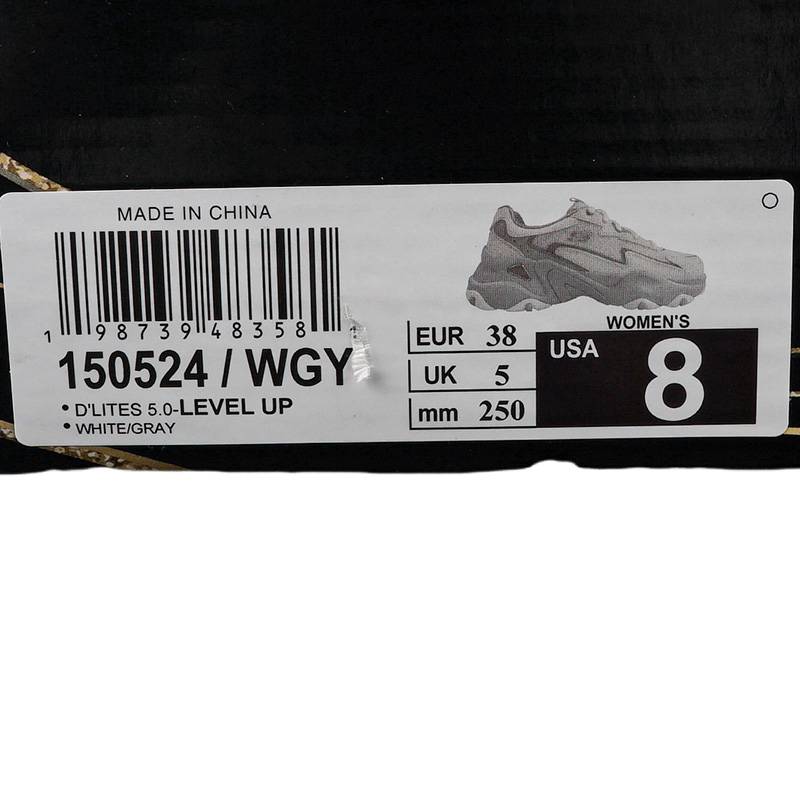 MADE IN CHINA
1 98739 48358
150524 / WGY
• D'LITES 5.0-LEVEL UP
• WHITE/GRAY
EUR 38
UK 5
mm 250
WOMEN'S
USA 8